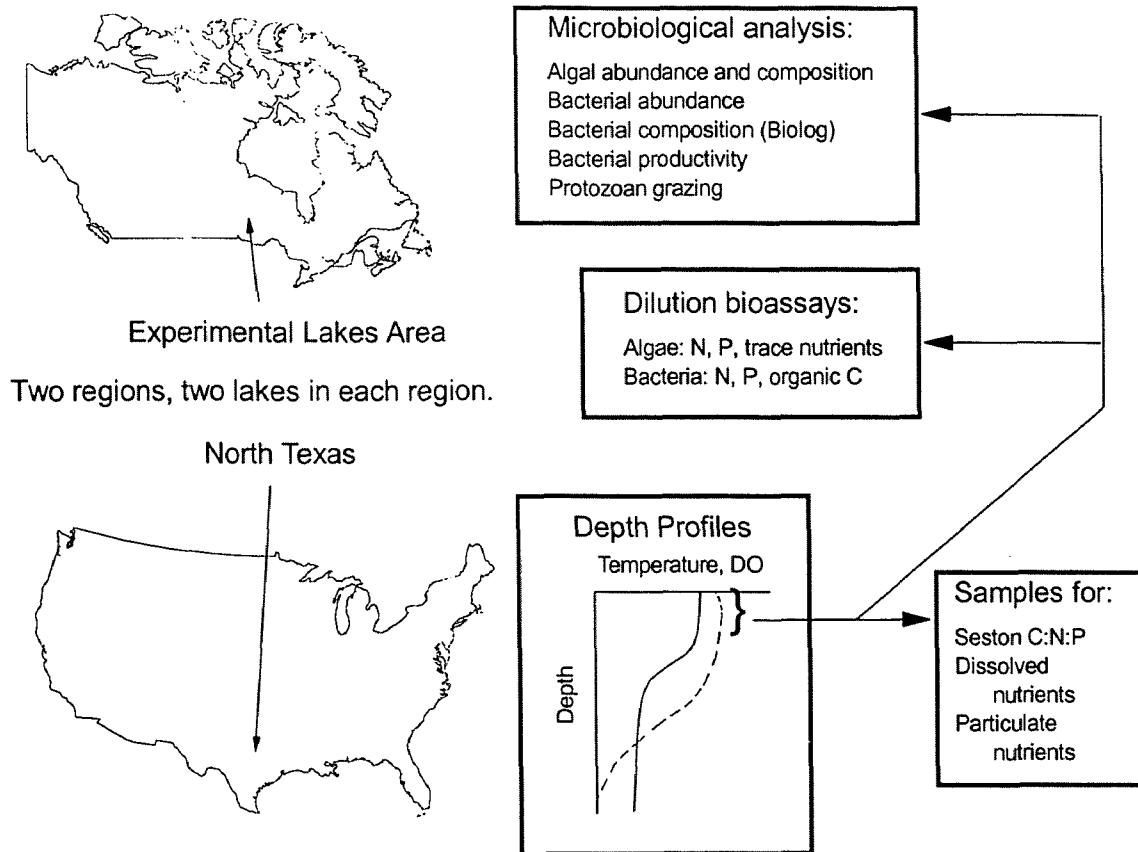 Microbiological analysis:
Algal abundance and composition
Bacterial abundance
Bacterial composition (Biolog)
Bacterial productivity
Protozoan grazing
Experimental Lakes Area
Two regions, two lakes in each region.
North Texas
Dilution bioassays:
Algae: N, P, trace nutrients
Bacteria: N, P, organic C
Depth Profiles
Temperature, DO
Depth
Samples for:
Seston C:N:P
Dissolved
nutrients
Particulate
nutrients